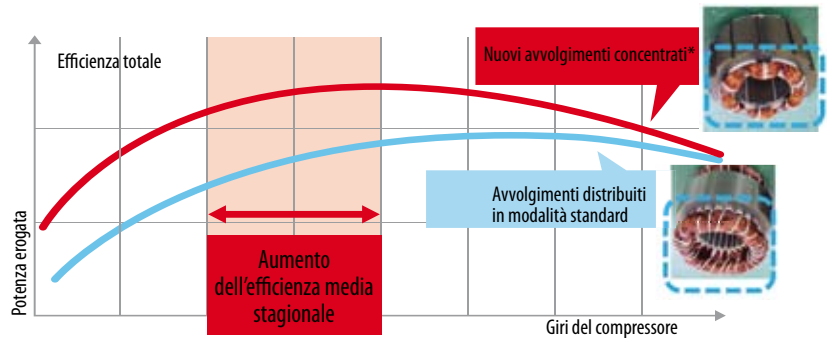 Efficienza totale
Nuovi avvolgimenti concentrati*
Avvolgimenti distribuiti
in modalità standard
Potenza erogata
Aumento
dell'efficienza media
stagionale
Giri del compressore